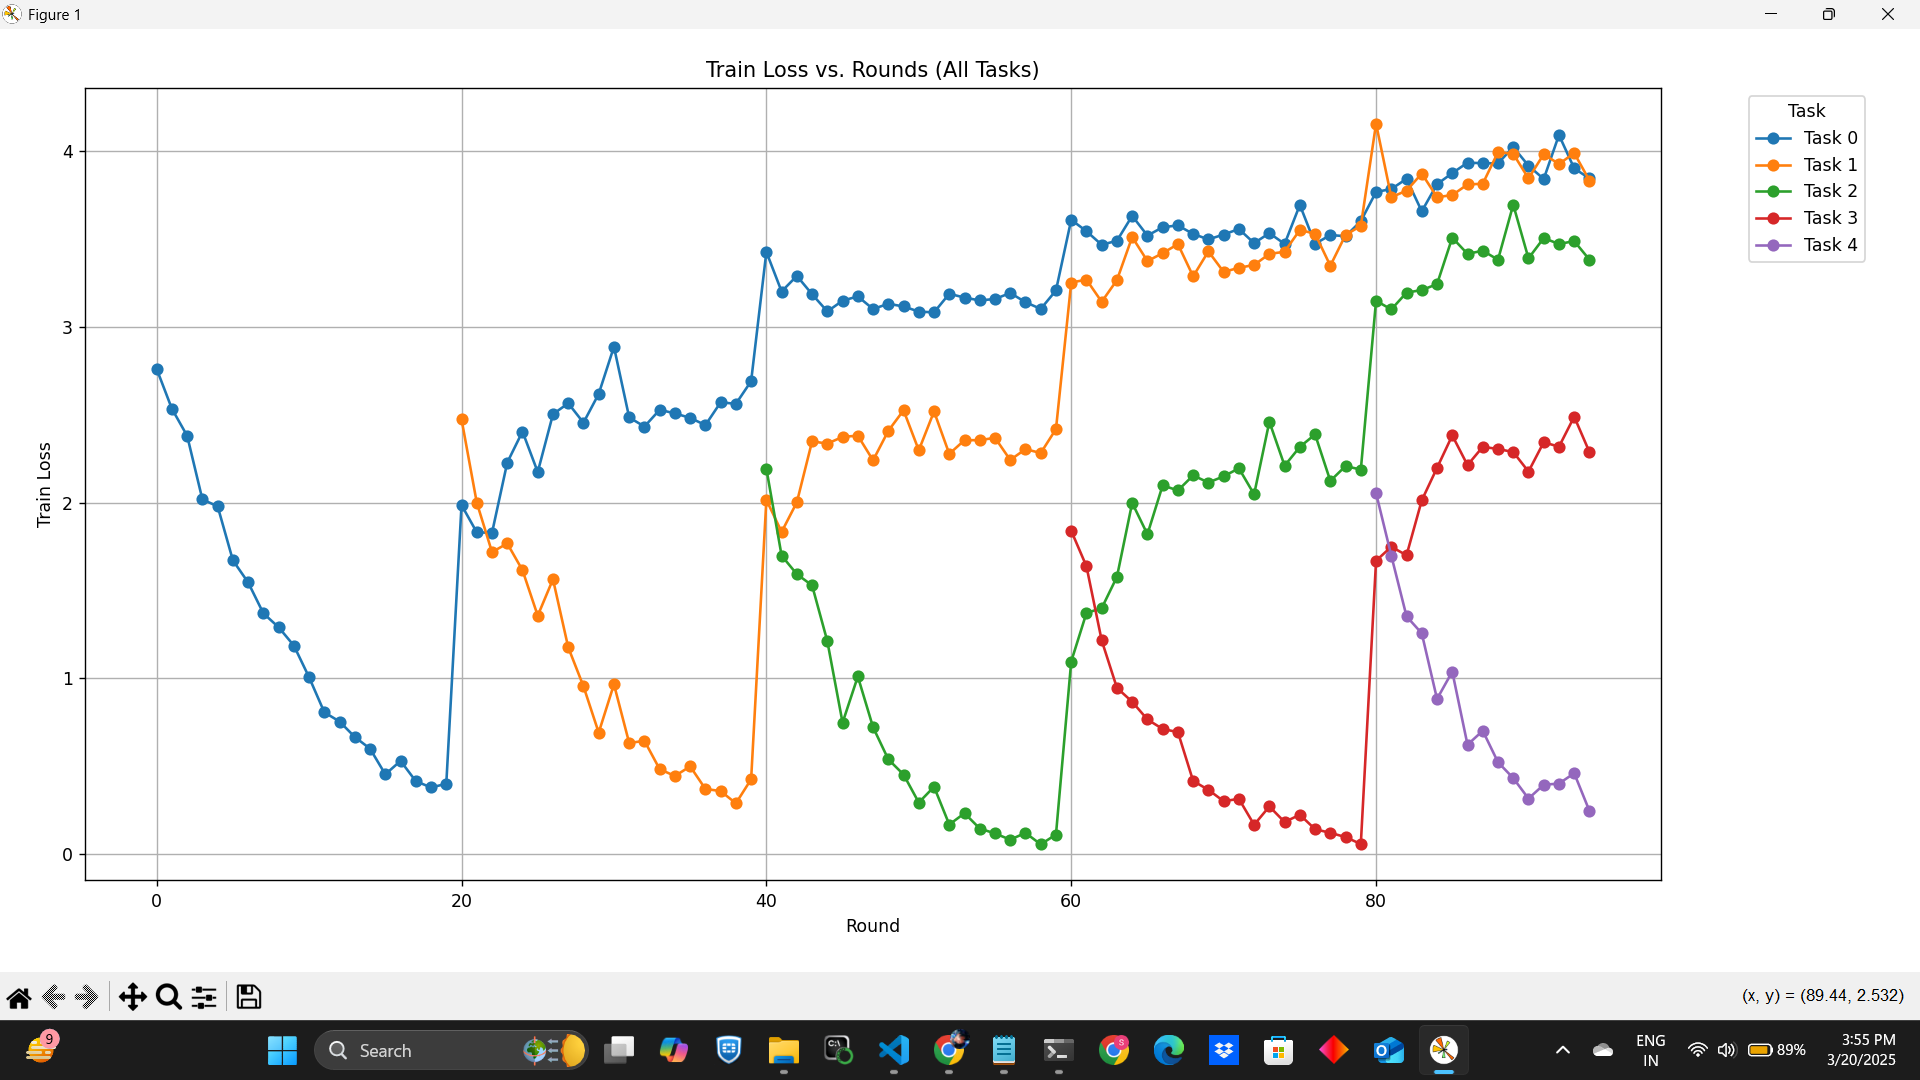 Figure 1
Train Loss vs. Rounds (All Tasks)
Task
Task 0
Task 1
Task 2
Task 3
Task 4
4
3
2
1
0
Train Loss
0 20 40 60 80
Round
(x, y) = (89.44, 2.532)
9
Search
C:\
S
ENG
IN
89%
3:55 PM
3/20/2025